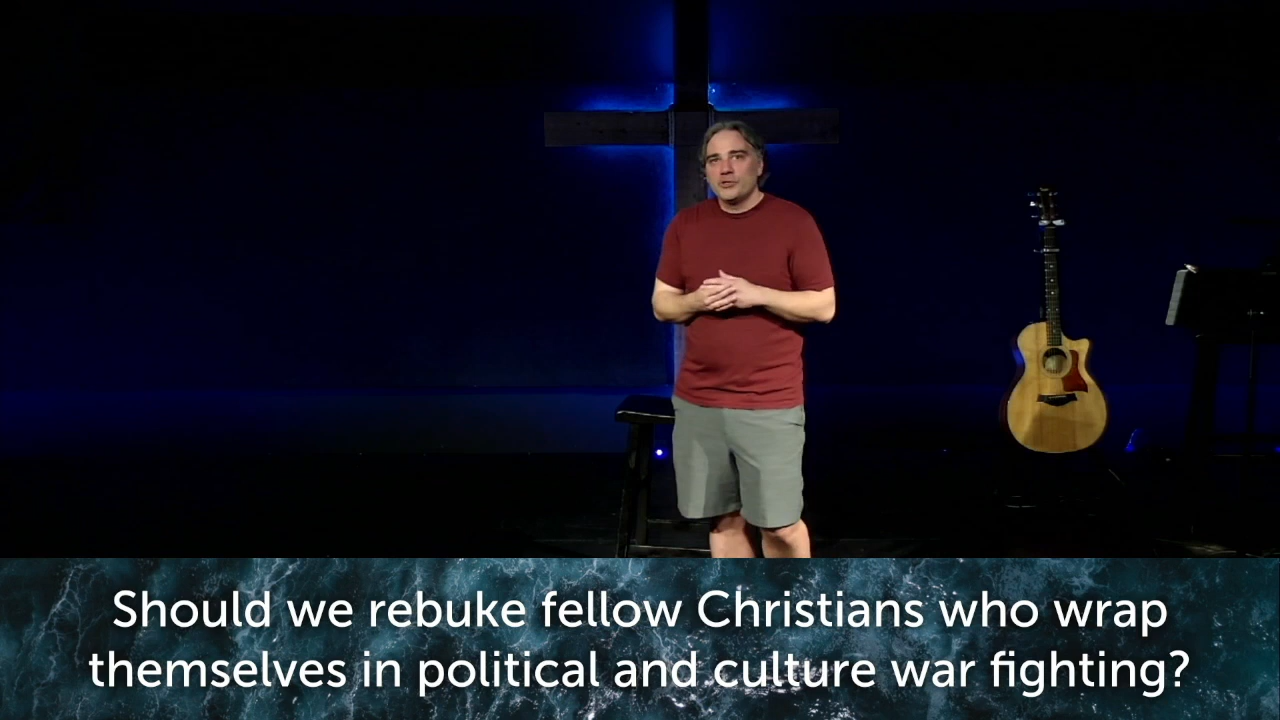 Should we rebuke fellow Christians who wrap
themselves in political and culture war fighting?